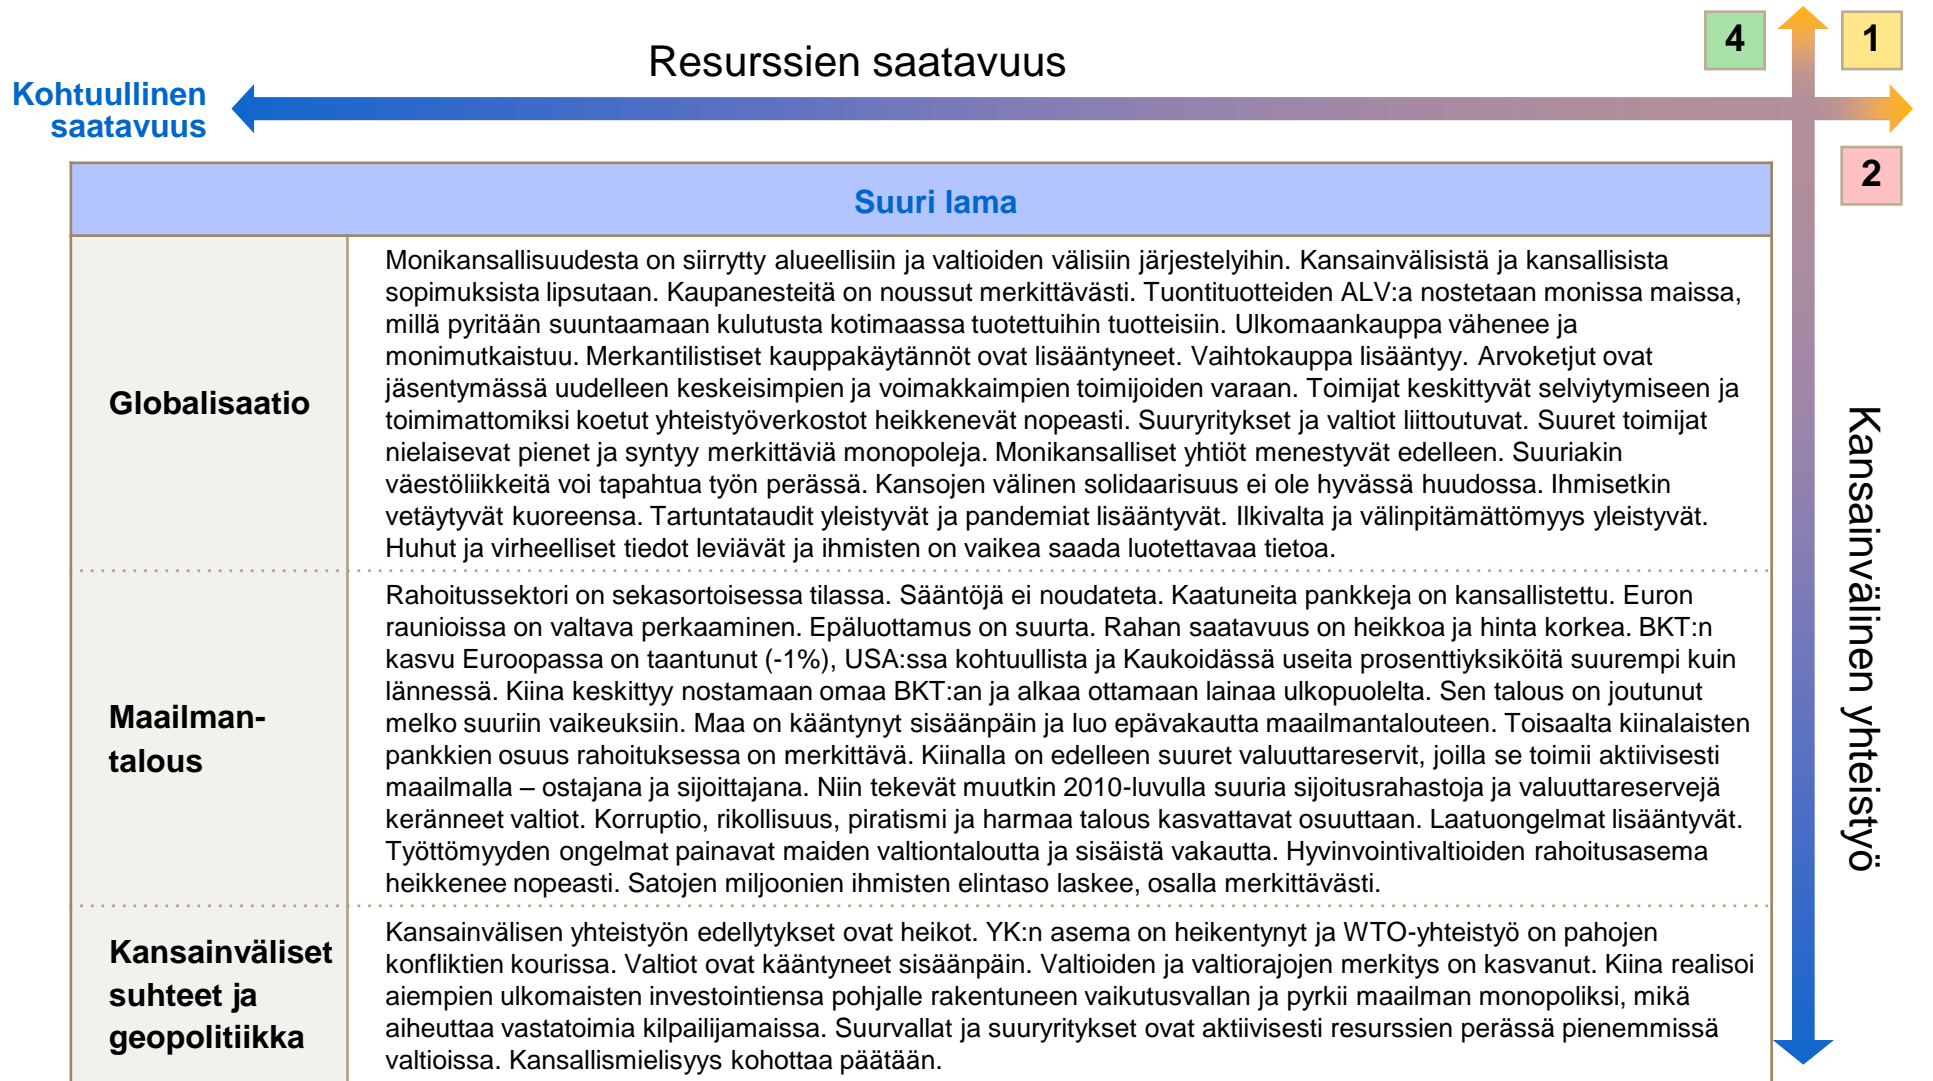 Resurssien saatavuus
4
1
Kohtuullinen
saatavuus
2
Suuri lama
Globalisaatio
Monikansallisuudesta on siirrytty alueellisiin ja valtioiden välisiin järjestelyihin. Kansainvälisistä ja kansallisista
sopimuksista lipsutaan. Kaupanesteitä on noussut merkittävästi. Tuontituotteiden ALV:a nostetaan monissa maissa,
millä pyritään suuntaamaan kulutusta kotimaassa tuotettuihin tuotteisiin. Ulkomaankauppa vähenee ja
monimutkaistuu. Merkantilistiset kauppakäytännöt ovat lisääntyneet. Vaihtokauppa lisääntyy. Arvoketjut ovat
jäsentymässä uudelleen keskeisimpien ja voimakkaimpien toimijoiden varaan. Toimijat keskittyvät selviytymiseen ja
toimimattomiksi koetut yhteistyöverkostot heikkenevät nopeasti. Suuryritykset ja valtiot liittoutuvat. Suuret toimijat
nielaisevat pienet ja syntyy merkittäviä monopoleja. Monikansalliset yhtiöt menestyvät edelleen. Suuriakin
väestöliikkeitä voi tapahtua työn perässä. Kansojen välinen solidaarisuus ei ole hyvässä huudossa. Ihmisetkin
vetäytyvät kuoreensa. Tartuntataudit yleistyvät ja pandemiat lisääntyvät. Ilkivalta ja välinpitämättömyys yleistyvät.
Huhut ja virheelliset tiedot leviävät ja ihmisten on vaikea saada luotettavaa tietoa.
Maailman-
talous
Rahoitussektori on sekasortoisessa tilassa. Sääntöjä ei noudateta. Kaatuneita pankkeja on kansallistettu. Euron
raunioissa on valtava perkaaminen. Epäluottamus on suurta. Rahan saatavuus on heikkoa ja hinta korkea. BKT:n
kasvu Euroopassa on taantunut (-1%), USA:ssa kohtuullista ja Kaukoidässä useita prosenttiyksiköitä suurempi kuin
lännessä. Kiina keskittyy nostamaan omaa BKT:an ja alkaa ottamaan lainaa ulkopuolelta. Sen talous on joutunut
melko suuriin vaikeuksiin. Maa on kääntynyt sisäänpäin ja luo epävakautta maailmantalouteen. Toisaalta kiinalaisten
pankkien osuus rahoituksessa on merkittävä. Kiinalla on edelleen suuret valuuttareservit, joilla se toimii aktiivisesti
maailmalla – ostajana ja sijoittajana. Niin tekevät muutkin 2010-luvulla suuria sijoitusrahastoja ja valuuttareservejä
keränneet valtiot. Korruptio, rikollisuus, piratismi ja harmaa talous kasvattavat osuuttaan. Laatuongelmat lisääntyvät.
Työttömyyden ongelmat painavat maiden valtiontaloutta ja sisäistä vakautta. Hyvinvointivaltioiden rahoitusasema
heikkenee nopeasti. Satojen miljoonien ihmisten elintaso laskee, osalla merkittävästi.
Kansainväliset
suhteet ja
geopolitiikka
Kansainvälisen yhteistyön edellytykset ovat heikot. YK:n asema on heikentynyt ja WTO-yhteistyö on pahojen
konfliktien kourissa. Valtiot ovat kääntyneet sisäänpäin. Valtioiden ja valtiorajojen merkitys on kasvanut. Kiina realisoi
aiempien ulkomaisten investointiensa pohjalle rakentuneen vaikutusvallan ja pyrkii maailman monopoliksi, mikä
aiheuttaa vastatoimia kilpailijamaissa. Suurvallat ja suuryritykset ovat aktiivisesti resurssien perässä pienemmissä
valtioissa. Kansallismielisyys kohottaa päätään.
Kansainvälinen yhteistyö